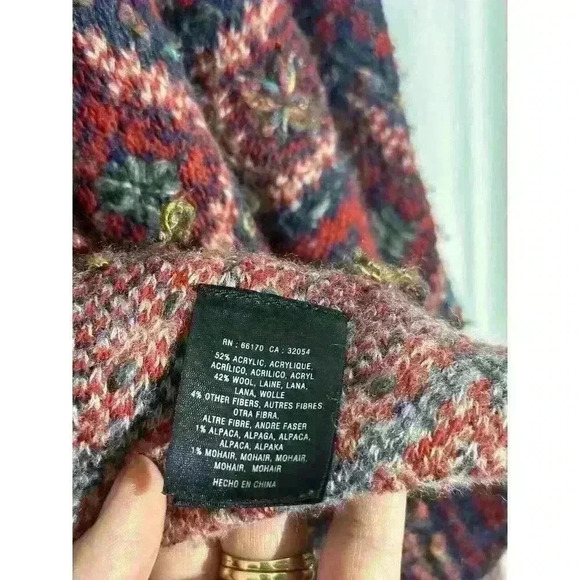 RN : 66170 CA : 32054
52% ACRYLIC, ACRYLIQUE,
ACRÍLICO, ACRILICO, ACRYL
42% WOOL, LAINE, LANA,
LANA, WOLLE
4% OTHER FIBERS, AUTRES FIBRES,
OTRA FIBRA,
ALTRE FIBRE, ANDRE FASER
1% ALPACA, ALPAGA, ALPACA,
ALPACA, ALPAKA
1% MOHAIR, MOHAIR, MOHAIR,
MOHAIR, MOHAIR
HECHO EN CHINA